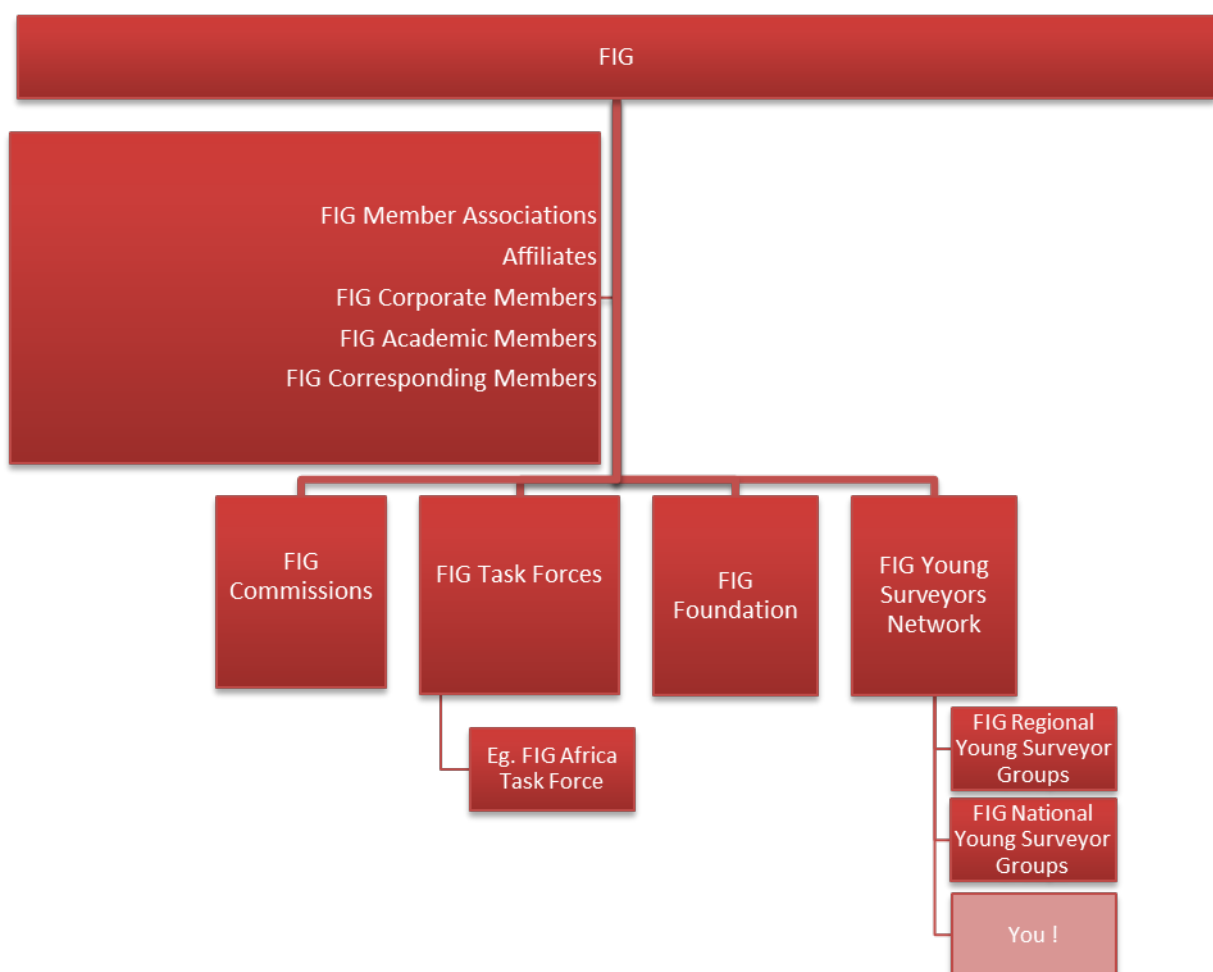 FIG
FIG Member Associations
Affiliates
FIG Corporate Members
FIG Academic Members
FIG Corresponding Members
FIG
Commissions
FIG Task Forces
FIG
Foundation
FIG Young
Surveyors
Network
Eg. FIG Africa
Task Force
FIG Regional
Young Surveyor
Groups
FIG National
Young Surveyor
Groups
You !